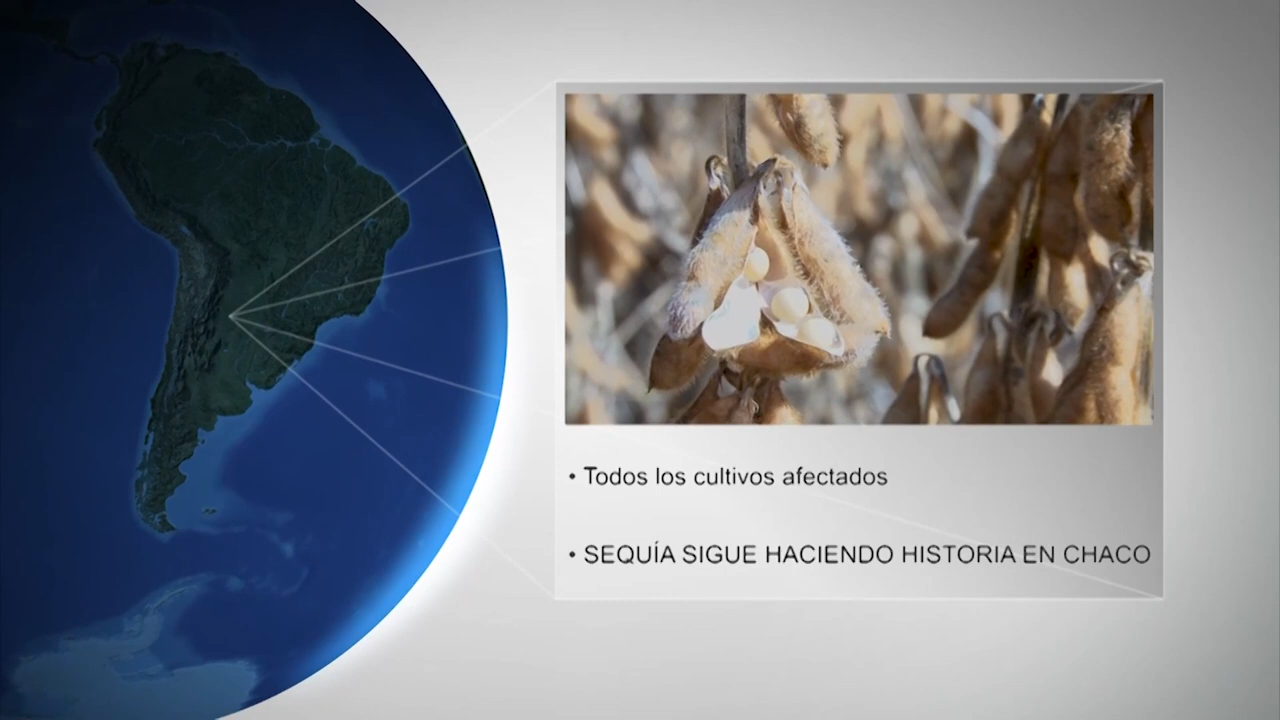 • Todos los cultivos afectados
• SEQUÍA SIGUE HACIENDO HISTORIA EN CHACO